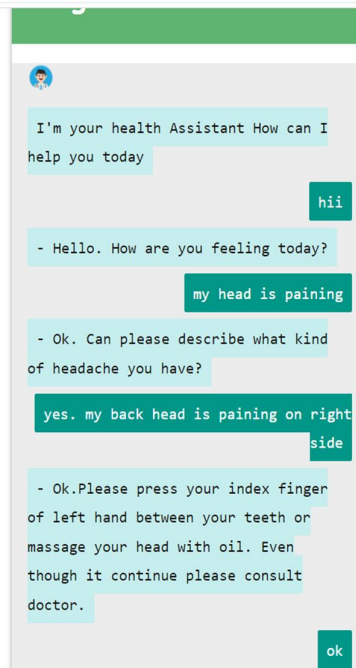 I'm your health Assistant How can I
help you today
hii
- Hello. How are you feeling today?
my head is paining
- Ok. Can please describe what kind
of headache you have?
yes. my back head is paining on right
side
- Ok.Please press your index finger
of left hand between your teeth or
massage your head with oil. Even
though it continue please consult
doctor.
ok